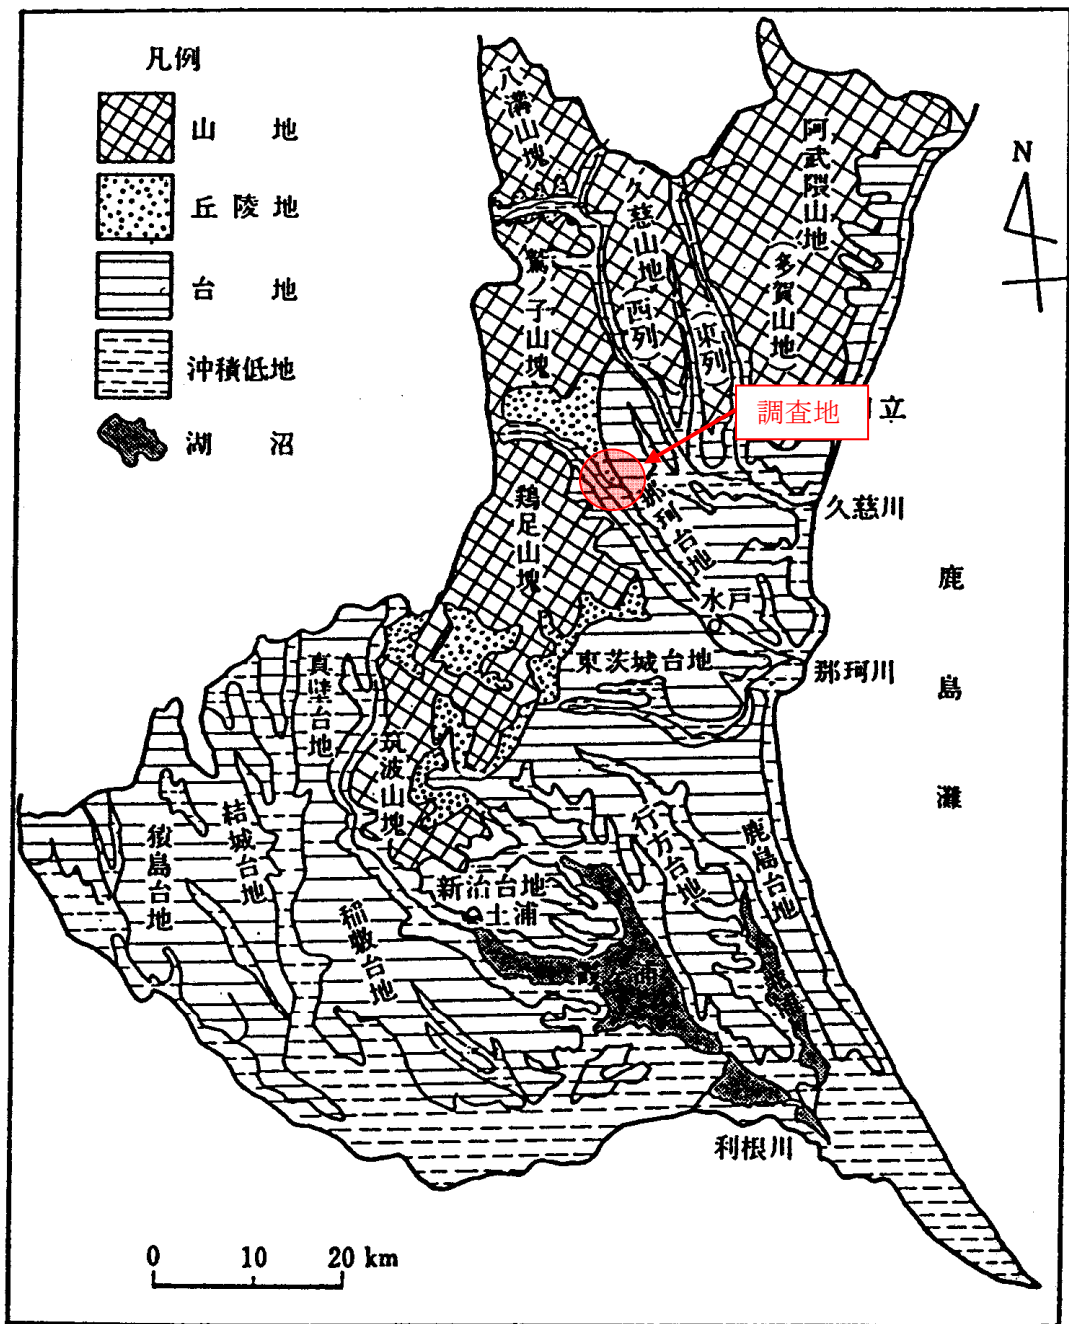 凡例
山地
丘陵地
台地
沖積低地
湖沼
N
八溝山塊
久慈山地
(西列)
(東列)
阿武隈山地
(多賀山地)
鷲ノ子山塊
調査地
立
久慈川
鶏足山塊
那珂台地
水戸
東茨城台地
那珂川
鹿島灘
真壁台地
筑波山塊
結城台地
猿島台地
稲敷台地
新治台地
土浦
行方台地
鹿島台地
利根川
0 10 20 km